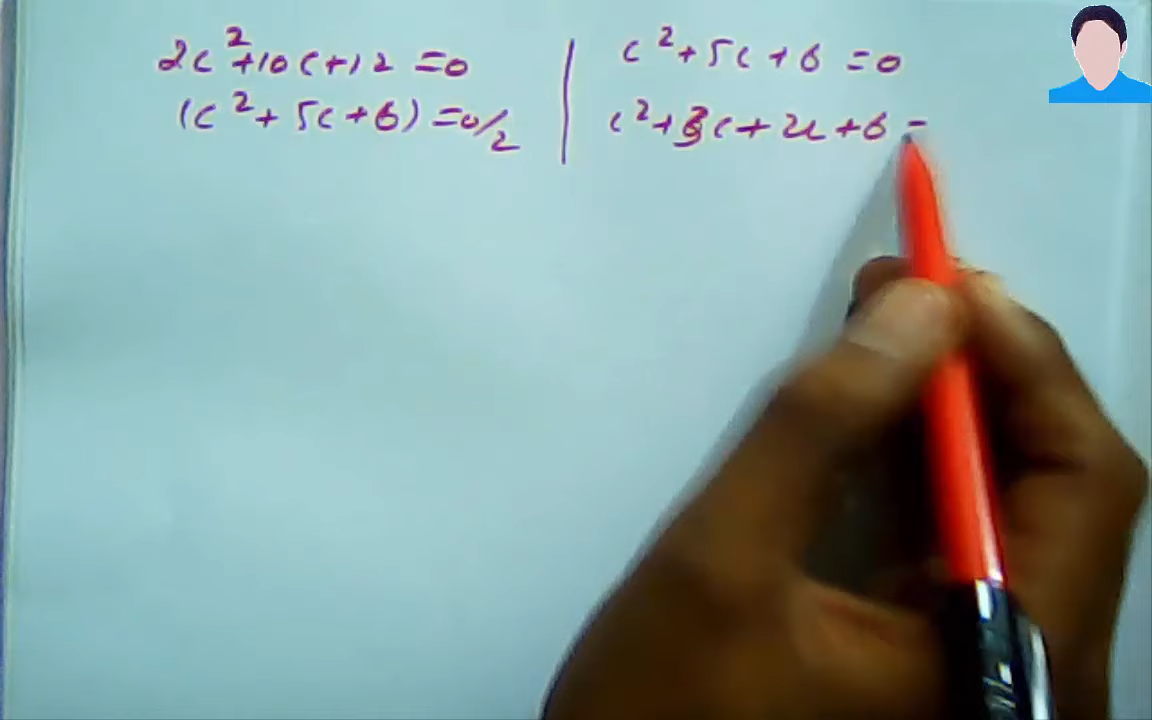 2c²+10c+12 =0
(c²+ 5c+6) =0/2
c²+5c+6 =0
c²+3c+2c+6 =